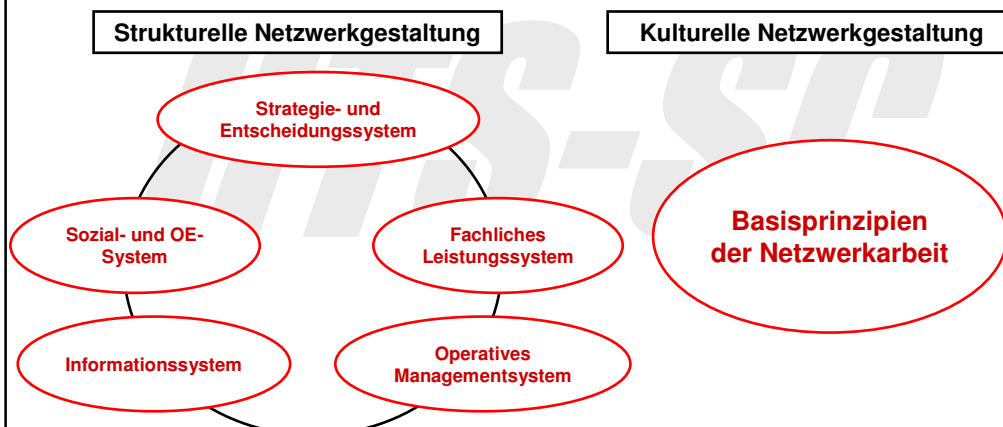 Strukturelle Netzwerkgestaltung
Kulturelle Netzwerkgestaltung
Strategie- und
Entscheidungssystem
Sozial- und OE-
System
Fachliches
Leistungssystem
Basisprinzipien
der Netzwerkarbeit
Informationssystem
Operatives
Managementsystem